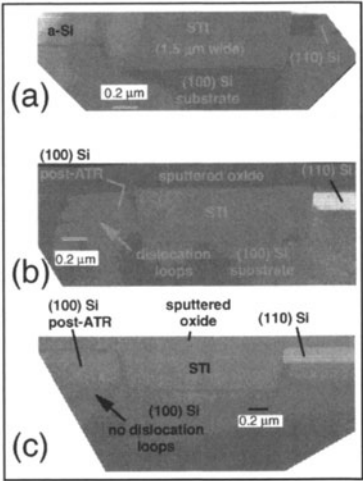 a-Si
STI
(1.5 µm wide)
(110) Si
(100) Si
substrate
0.2 µm
(a)
(100) Si
post-ATR
sputtered oxide
(110) Si
STI
dislocation
loops
(100) Si
substrate
0.2 µm
(b)
(100) Si
post-ATR
sputtered
oxide
(110) Si
STI
(100) Si
no dislocation
loops
0.2 µm
(c)